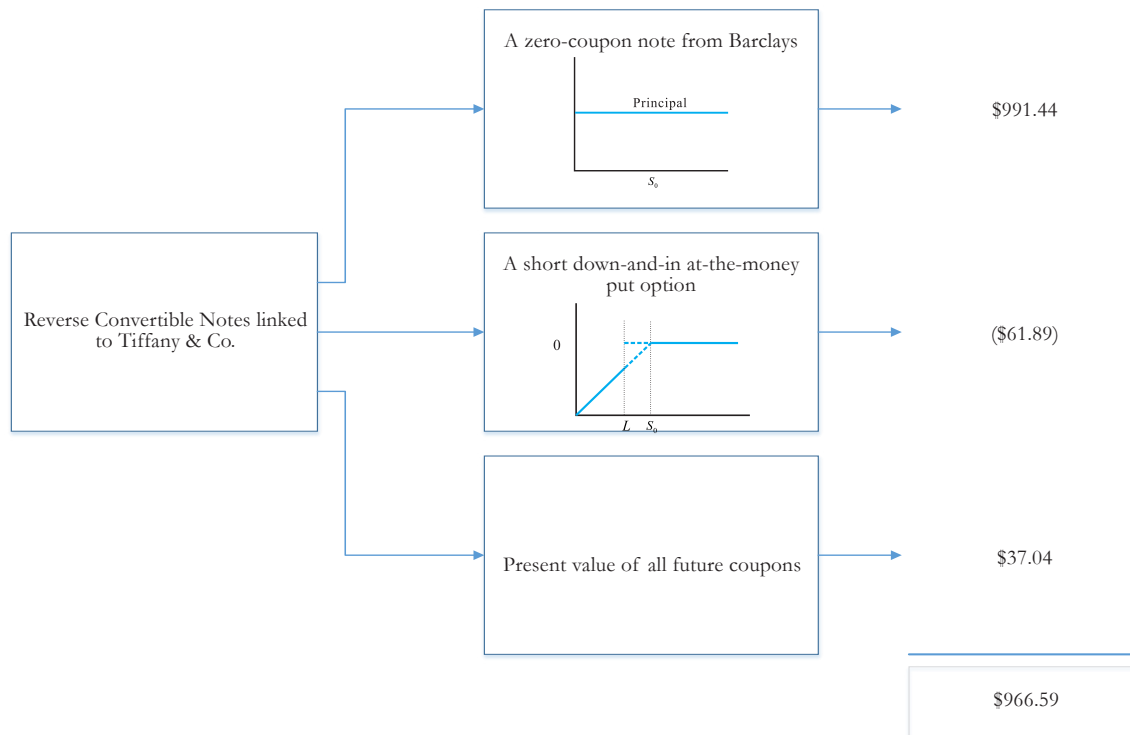 A zero-coupon note from Barclays
Principal
S₀
$991.44
Reverse Convertible Notes linked
to Tiffany & Co.
A short down-and-in at-the-money
put option
0
L S₀
($61.89)
Present value of all future coupons
$37.04
$966.59